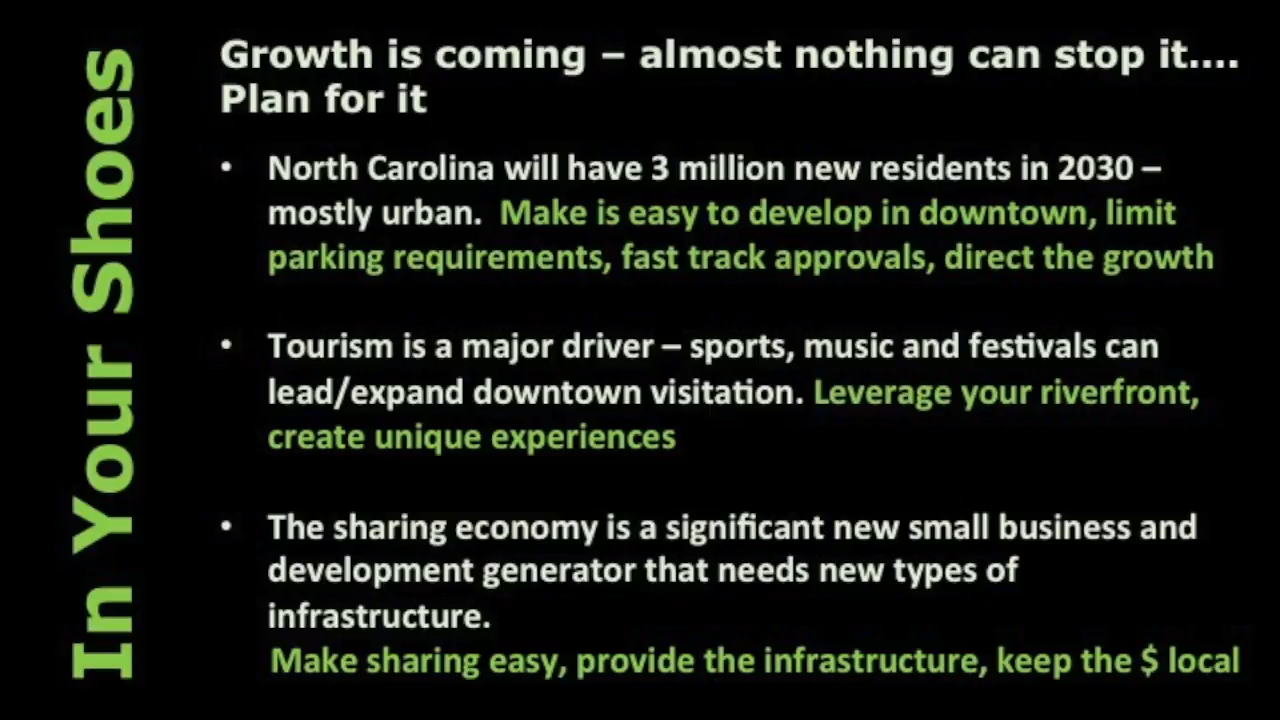 In Your Shoes
Growth is coming – almost nothing can stop it....
Plan for it
• North Carolina will have 3 million new residents in 2030 –
mostly urban. Make is easy to develop in downtown, limit
parking requirements, fast track approvals, direct the growth
• Tourism is a major driver – sports, music and festivals can
lead/expand downtown visitation. Leverage your riverfront,
create unique experiences
• The sharing economy is a significant new small business and
development generator that needs new types of
infrastructure.
Make sharing easy, provide the infrastructure, keep the $ local